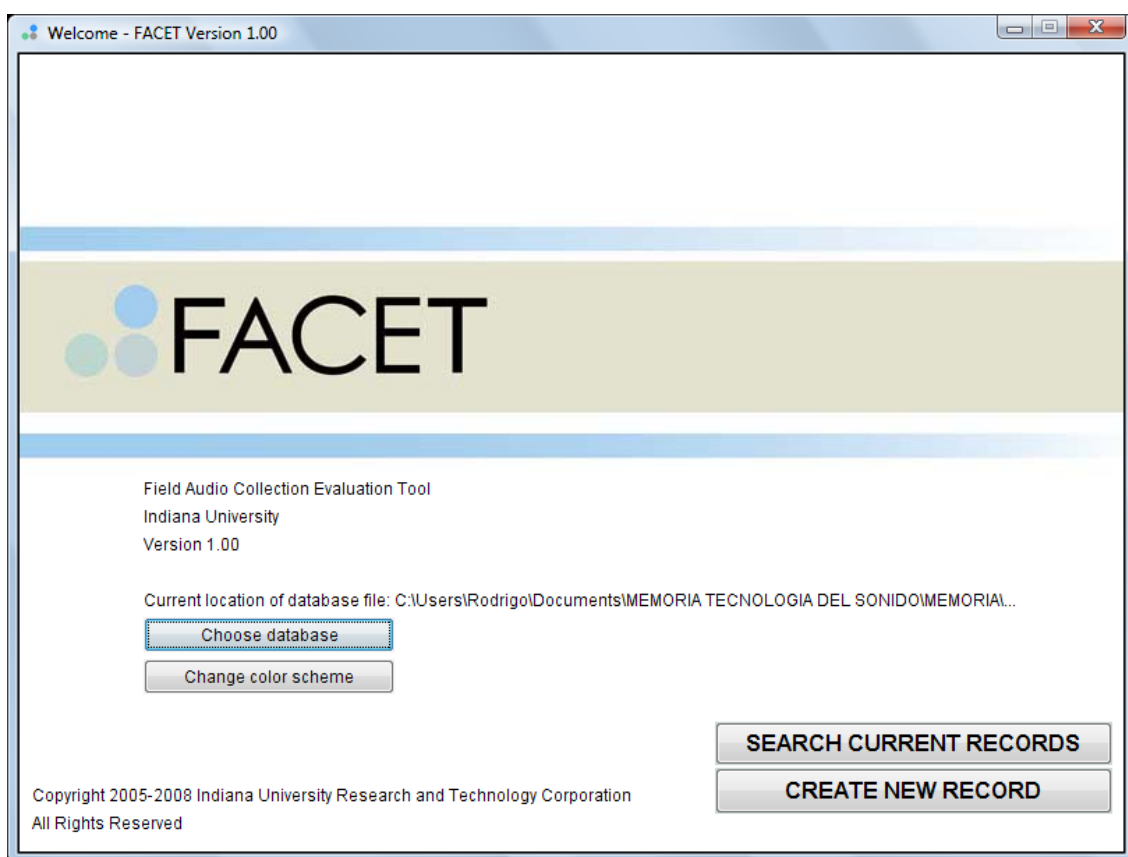 Welcome - FACET Version 1.00
FACET
Field Audio Collection Evaluation Tool
Indiana University
Version 1.00
Current location of database file: C:\Users\Rodrigo\Documents\MEMORIA TECNOLOGIA DEL SONIDO\MEMORIA\...
Choose database
Change color scheme
SEARCH CURRENT RECORDS
CREATE NEW RECORD
Copyright 2005-2008 Indiana University Research and Technology Corporation
All Rights Reserved